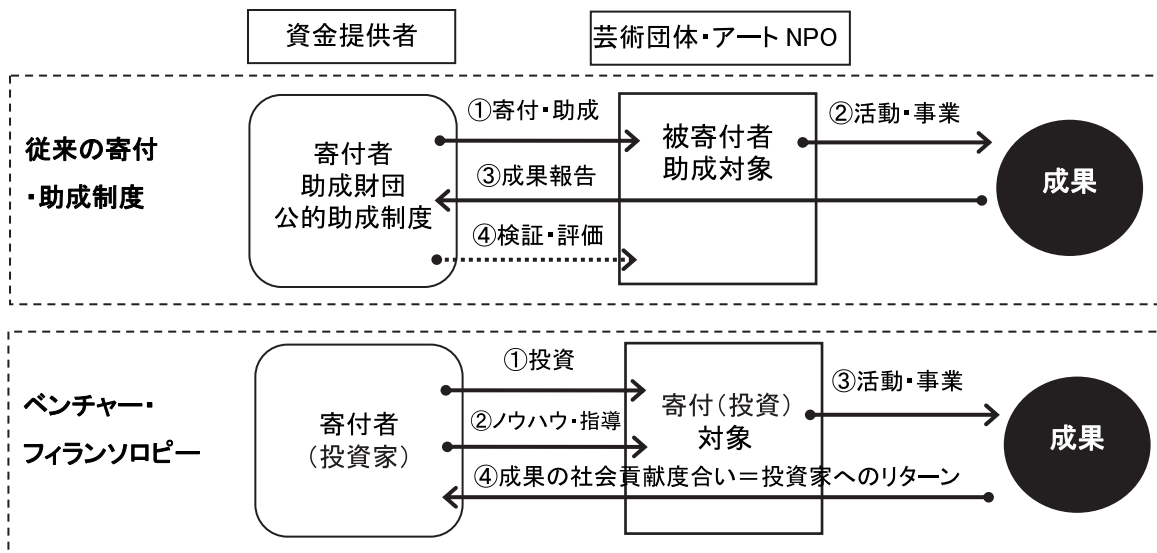 資金提供者
芸術団体・アート NPO
従来の寄付
・助成制度
寄付者
助成財団
公的助成制度
①寄付・助成
③成果報告
④検証・評価
被寄付者
助成対象
②活動・事業
成果
ベンチャー・
フィランソロピー
寄付者
（投資家）
①投資
②ノウハウ・指導
④成果の社会貢献度合い＝投資家へのリターン
寄付（投資）
対象
③活動・事業
成果